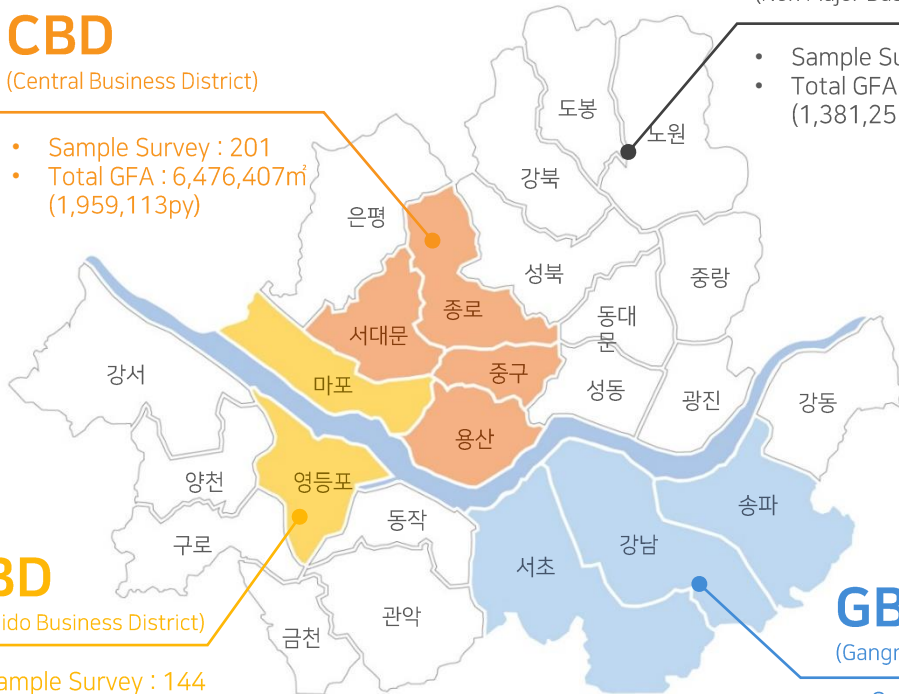 CBD
(Central Business District)
• Sample Survey : 201
• Total GFA : 6,476,407㎡
(1,959,113py)
• Sample Su
• Total GFA
(1,381,25
도봉
노원
강북
은평
성북
중랑
종로
동대
문
서대문
강서
중구
마포
성동
광진
강동
용산
영등포
양천
송파
동작
강남
구로
서초
BD
ido Business District)
관악
금천
GB
(Gangn
ample Survey : 144